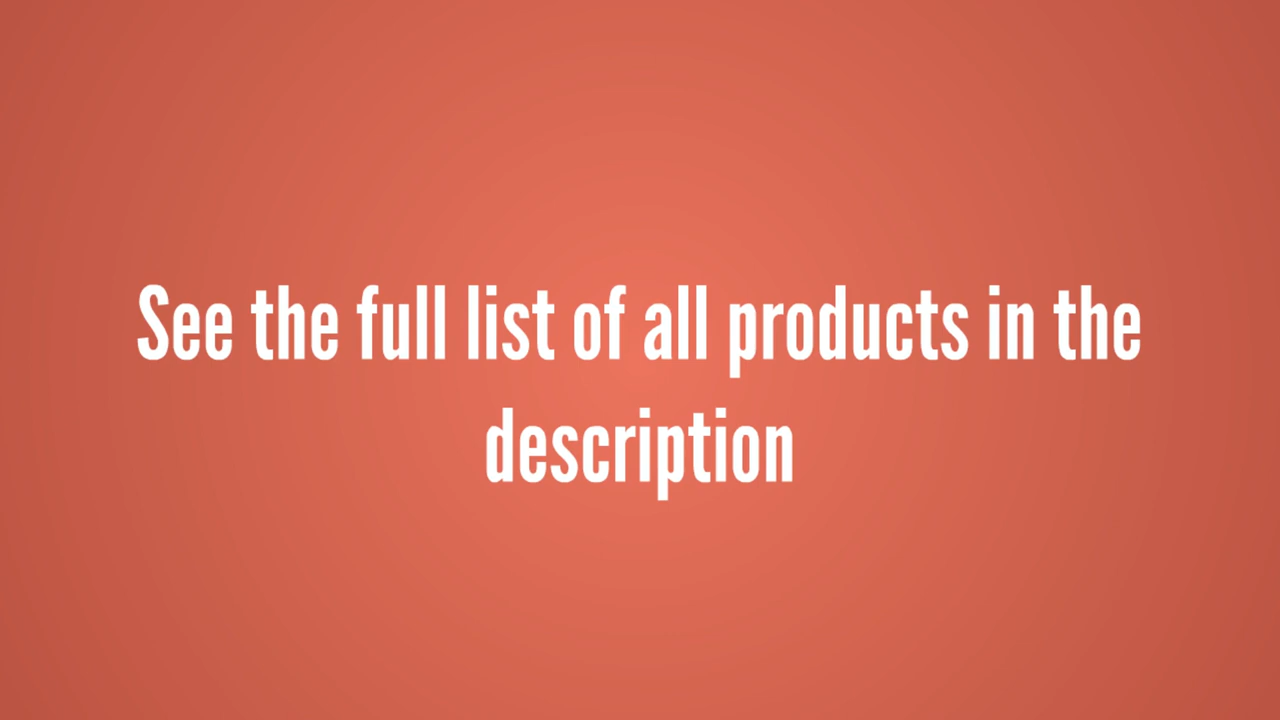 See the full list of all products in the
description